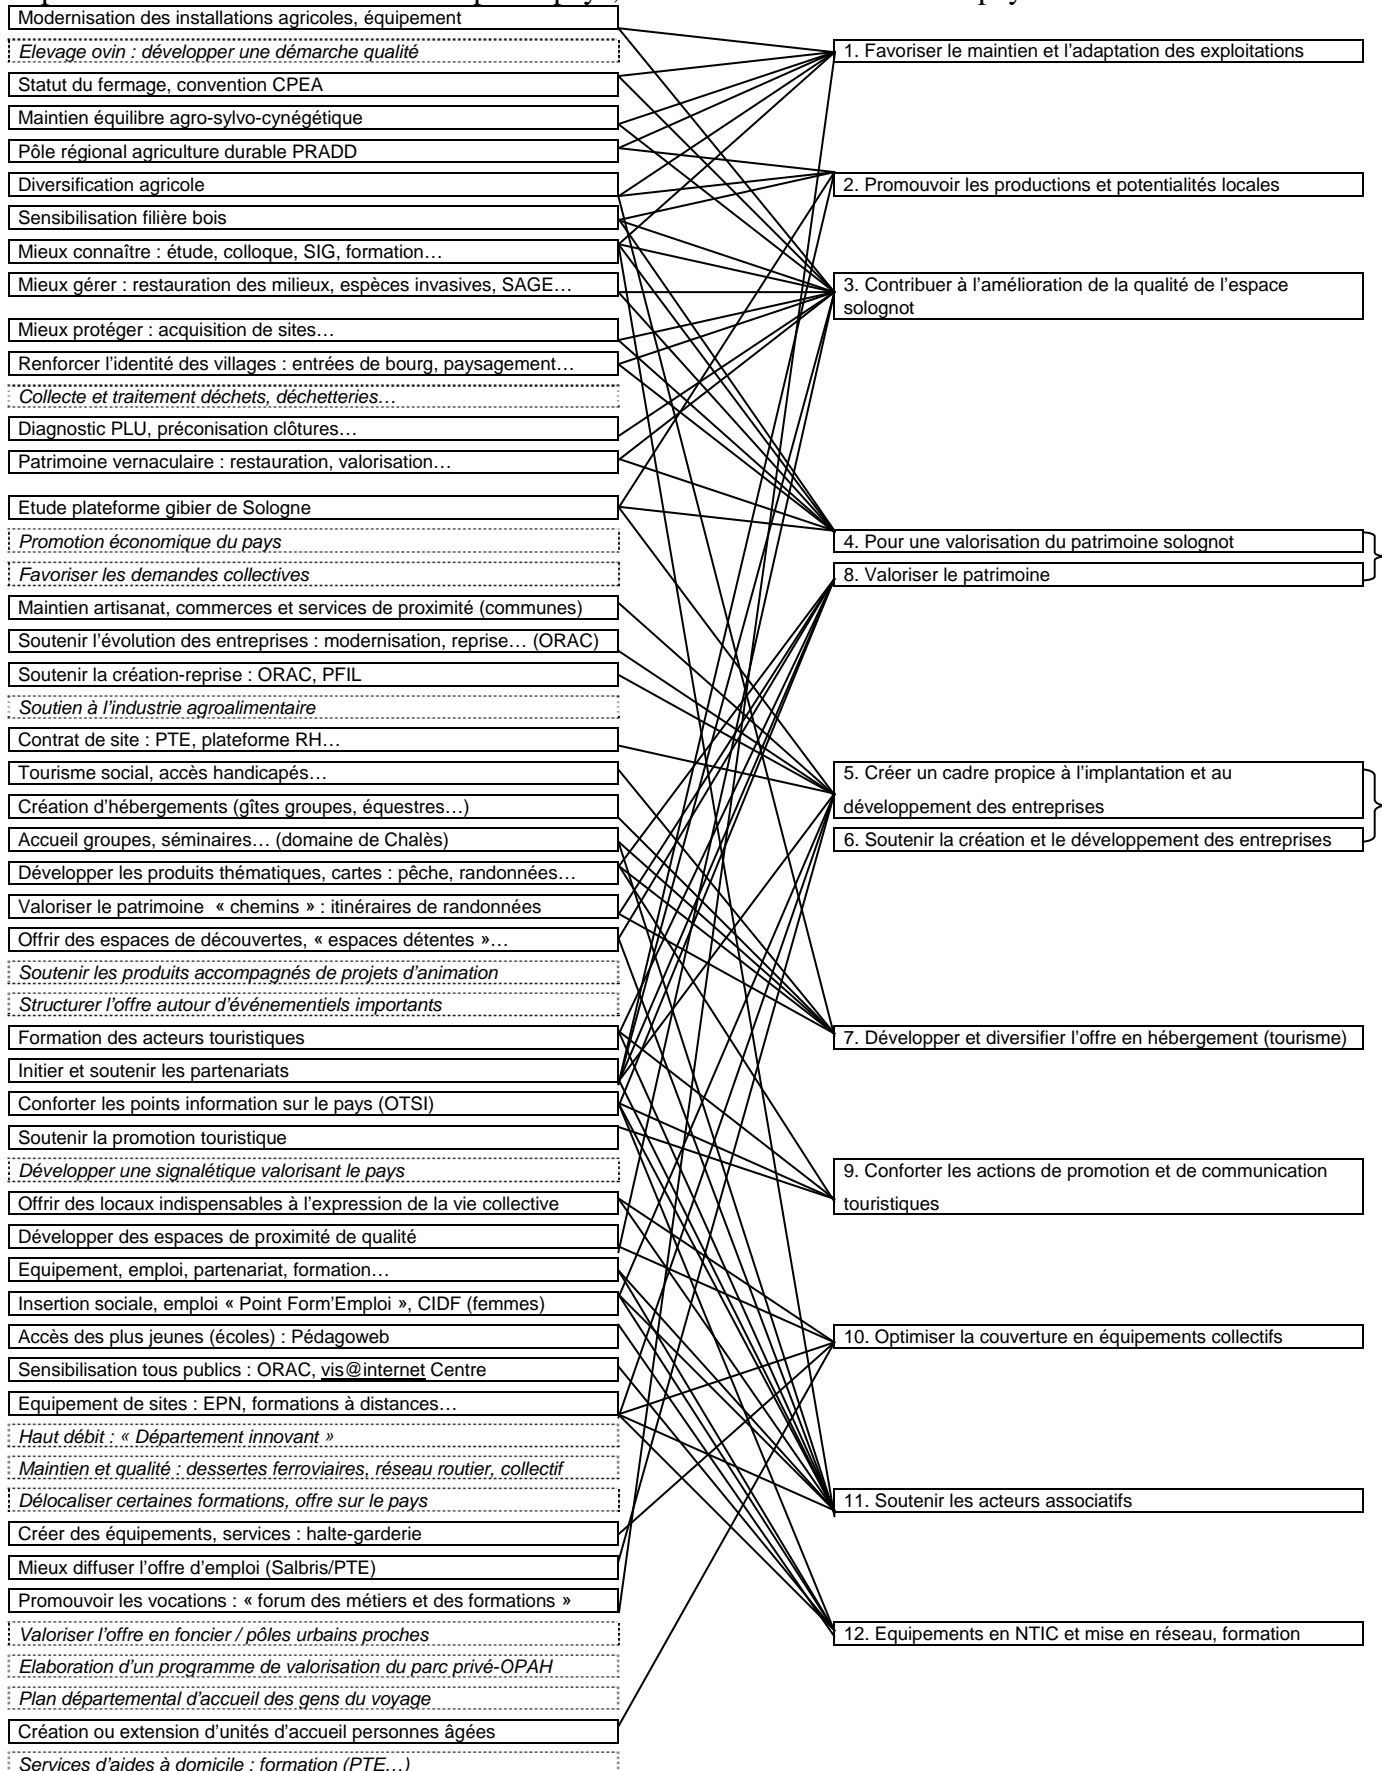 Modernisation des installations agricoles, équipement
Elevage ovin : développer une démarche qualité
Statut du fermage, convention CPEA
Maintien équilibre agro-sylvo-cynégétique
Pôle régional agriculture durable PRADD
Diversification agricole
Sensibilisation filière bois
Mieux connaître : étude, colloque, SIG, formation…
Mieux gérer : restauration des milieux, espèces invasives, SAGE…
Mieux protéger : acquisition de sites…
Renforcer l’identité des villages : entrées de bourg, paysagement…
Collecte et traitement déchets, déchetteries…
Diagnostic PLU, préconisation clôtures…
Patrimoine vernaculaire : restauration, valorisation…
Etude plateforme gibier de Sologne
Promotion économique du pays
Favoriser les demandes collectives
Maintien artisanat, commerces et services de proximité (communes)
Soutenir l’évolution des entreprises : modernisation, reprise… (ORAC)
Soutenir la création-reprise : ORAC, PFIL
Soutien à l’industrie agroalimentaire
Contrat de site : PTE, plateforme RH…
Tourisme social, accès handicapés…
Création d’hébergements (gîtes groupes, équestres…)
Accueil groupes, séminaires… (domaine de Chalès)
Développer les produits thématiques, cartes : pêche, randonnées…
Valoriser le patrimoine « chemins » : itinéraires de randonnées
Offrir des espaces de découvertes, « espaces détentes »…
Soutenir les produits accompagnés de projets d’animation
Structurer l’offre autour d’événementiels importants
Formation des acteurs touristiques
Initier et soutenir les partenariats
Conforter les points information sur le pays (OTSI)
Soutenir la promotion touristique
Développer une signalétique valorisant le pays
Offrir des locaux indispensables à l’expression de la vie collective
Développer des espaces de proximité de qualité
Equipement, emploi, partenariat, formation…
Insertion sociale, emploi « Point Form’Emploi », CIDF (femmes)
Accès des plus jeunes (écoles) : Pédagoweb
Sensibilisation tous publics : ORAC, vis@internet Centre
Equipement de sites : EPN, formations à distances…
Haut débit : « Département innovant »
Maintien et qualité : dessertes ferroviaires, réseau routier, collectif
Délocaliser certaines formations, offre sur le pays
Créer des équipements, services : halte-garderie
Mieux diffuser l’offre d’emploi (Salbris/PTE)
Promouvoir les vocations : « forum des métiers et des formations »
Valoriser l’offre en foncier / pôles urbains proches
Elaboration d’un programme de valorisation du parc privé-OPAH
Plan départemental d’accueil des gens du voyage
Création ou extension d’unités d’accueil personnes âgées
Services d’aides à domicile : formation (PTE…)
1. Favoriser le maintien et l’adaptation des exploitations
2. Promouvoir les productions et potentialités locales
3. Contribuer à l’amélioration de la qualité de l’espace
solognot
4. Pour une valorisation du patrimoine solognot
8. Valoriser le patrimoine
5. Créer un cadre propice à l’implantation et au
développement des entreprises
6. Soutenir la création et le développement des entreprises
7. Développer et diversifier l’offre en hébergement (tourisme)
9. Conforter les actions de promotion et de communication
touristiques
10. Optimiser la couverture en équipements collectifs
11. Soutenir les acteurs associatifs
12. Equipements en NTIC et mise en réseau, formation